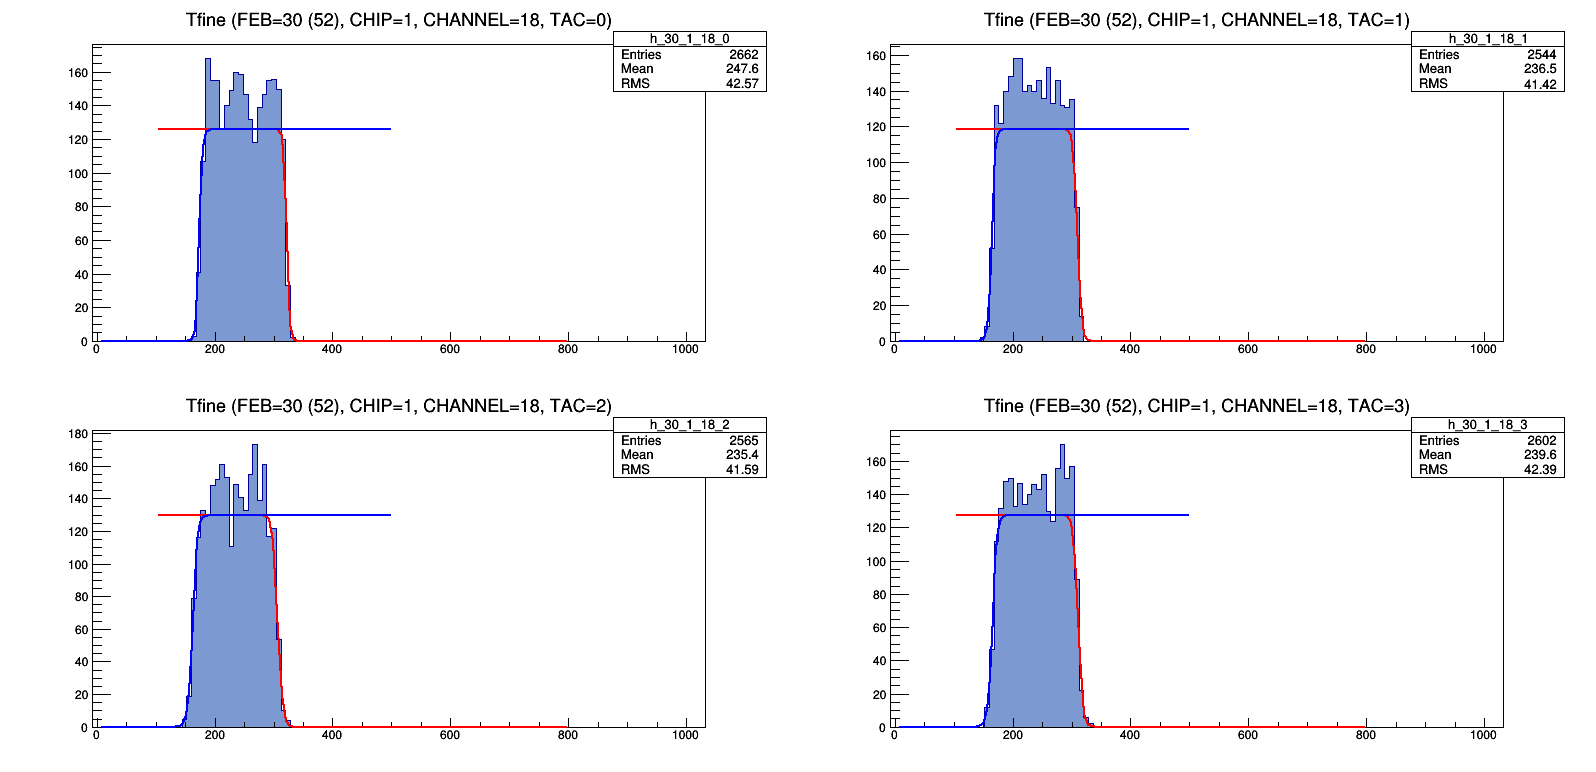 Tfine (FEB=30 (52), CHIP=1, CHANNEL=18, TAC=0)
h_30_1_18_0
Entries 2662
Mean 247.6
RMS 42.57
160
140
120
100
80
60
40
20
0
0 200 400 600 800 1000
Tfine (FEB=30 (52), CHIP=1, CHANNEL=18, TAC=1)
h_30_1_18_1
Entries 2544
Mean 236.5
RMS 41.42
160
140
120
100
80
60
40
20
0
0 200 400 600 800 1000
Tfine (FEB=30 (52), CHIP=1, CHANNEL=18, TAC=2)
h_30_1_18_2
Entries 2565
Mean 235.4
RMS 41.59
180
160
140
120
100
80
60
40
20
0
0 200 400 600 800 1000
Tfine (FEB=30 (52), CHIP=1, CHANNEL=18, TAC=3)
h_30_1_18_3
Entries 2602
Mean 239.6
RMS 42.39
160
140
120
100
80
60
40
20
0
0 200 400 600 800 1000